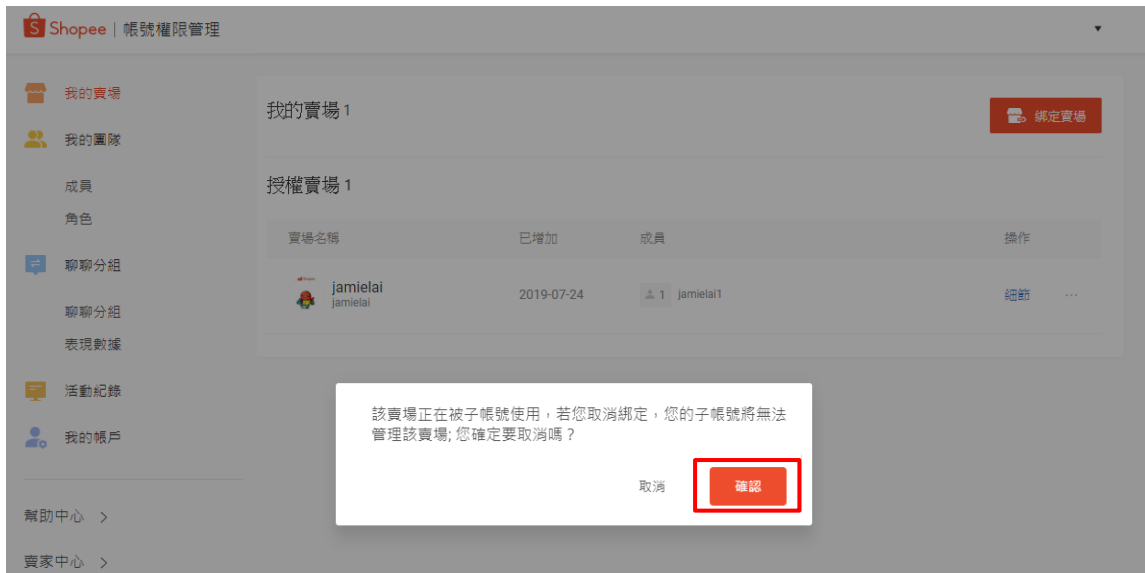 Shopee | 帳號權限管理
我的賣場
我的團隊
成員
角色
聊聊分組
聊聊分組
表現數據
活動紀錄
我的帳戶
幫助中心 >
賣家中心 >
我的賣場 1
綁定賣場
授權賣場 1
賣場名稱 已增加 成員 操作
jamielai 2019-07-24 1 jamielai1 細節 ...
jamielai
該賣場正在被子帳號使用，若您取消綁定，您的子帳號將無法
管理該賣場; 您確定要取消嗎？
取消 確認